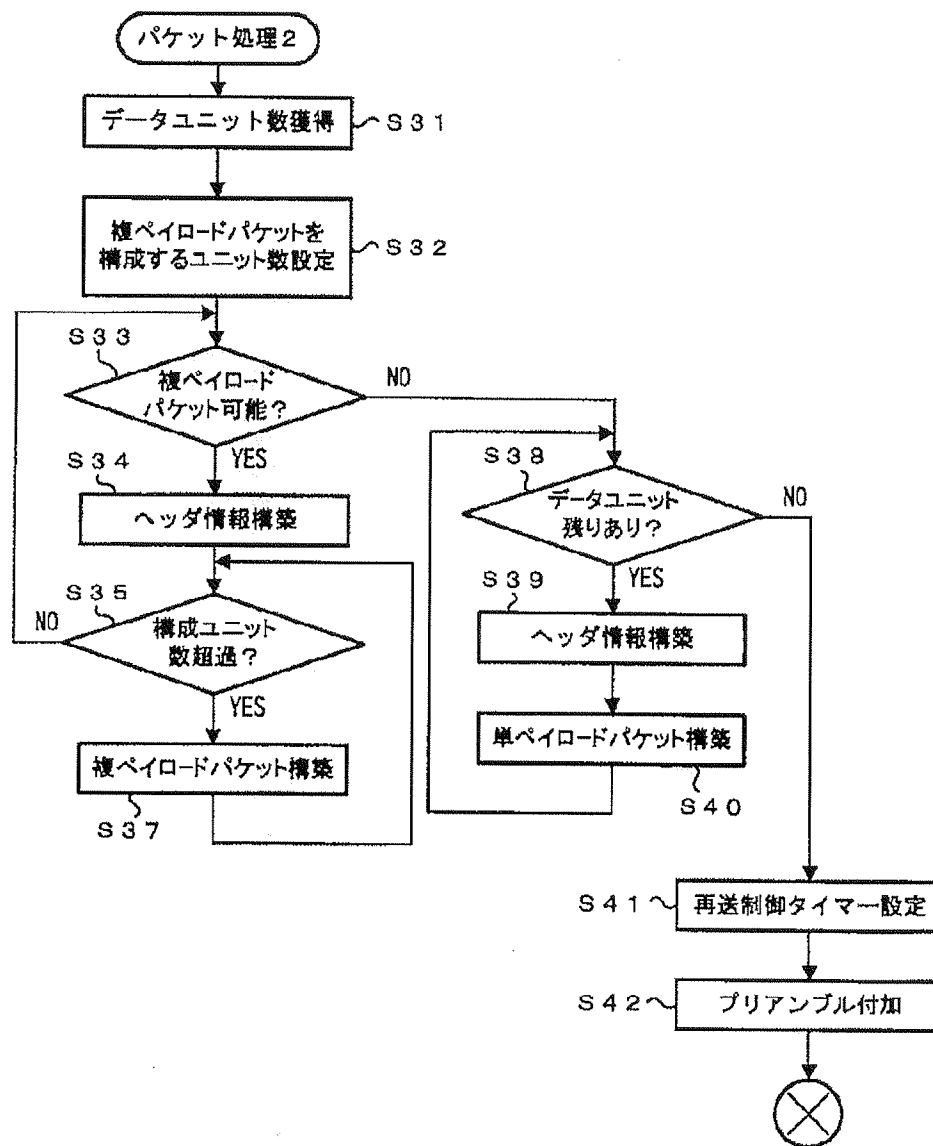 パケット処理2
データユニット数獲得
S31
複ペイロードパケットを
構成するユニット数設定
S32
S33
複ペイロード
パケット可能?
NO
YES
S34
ヘッダ情報構築
S35
NO
構成ユニット
数超過?
YES
複ペイロードパケット構築
S37
S38
データユニット
残りあり?
NO
YES
S39
ヘッダ情報構築
単ペイロードパケット構築
S40
S41
再送制御タイマー設定
S42
プリアンブル付加